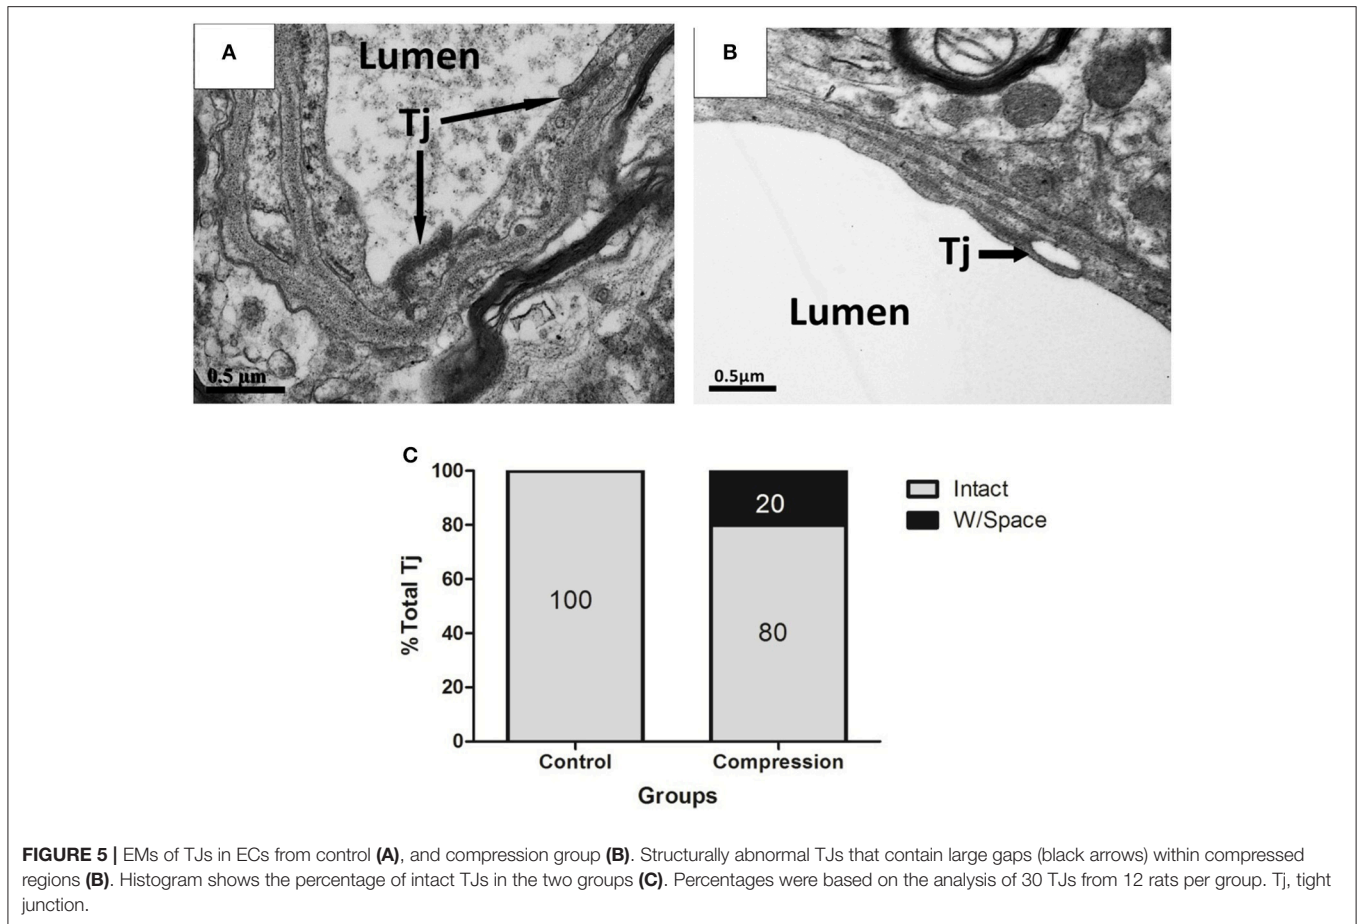 A
Lumen
Tj
0.5 µm
B
Tj
Lumen
0.5µm
C
100
80
60
40
20
0
% Total Tj
100
20
80
Control
Compression
Groups
Intact
W/Space
FIGURE 5 | EMs of TJs in ECs from control (A), and compression group (B). Structurally abnormal TJs that contain large gaps (black arrows) within compressed
regions (B). Histogram shows the percentage of intact TJs in the two groups (C). Percentages were based on the analysis of 30 TJs from 12 rats per group. Tj, tight
junction.